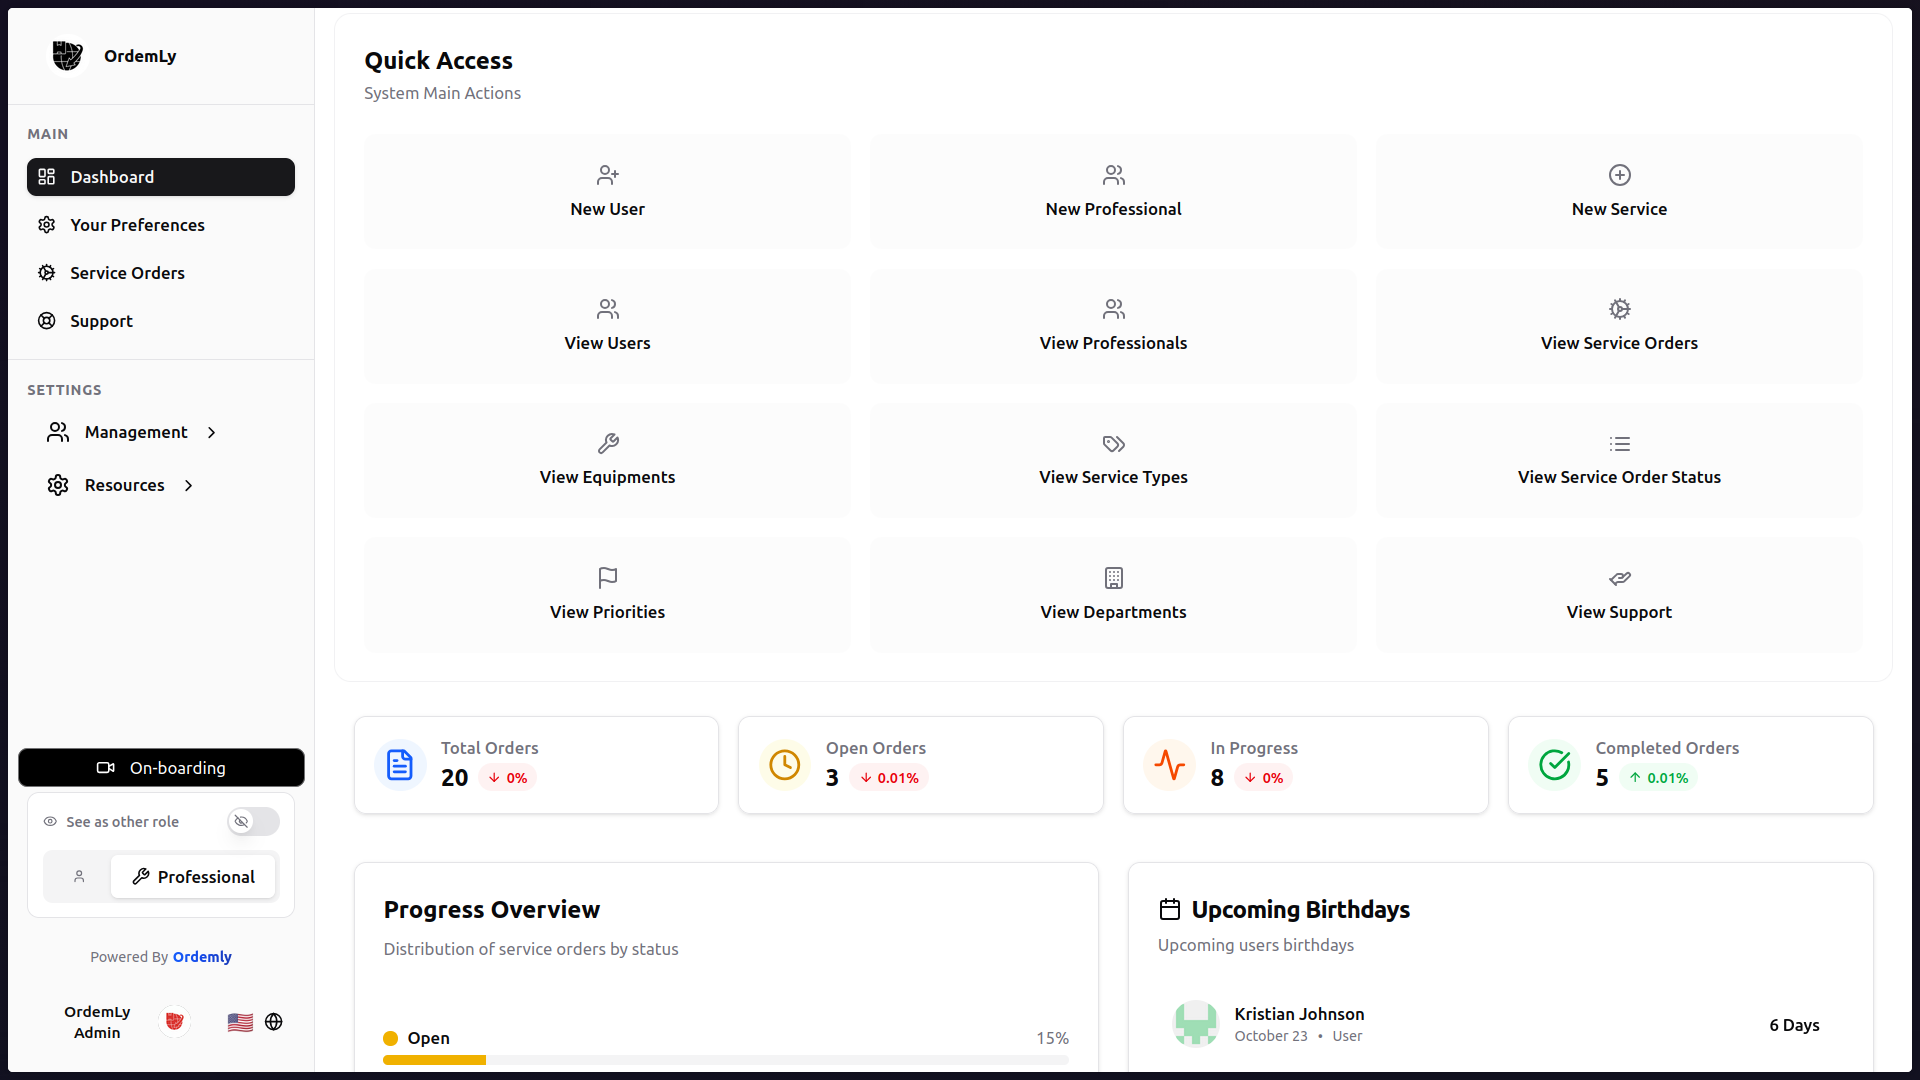 OrdemLy
MAIN
Dashboard
Your Preferences
Service Orders
Support
SETTINGS
Management
Resources
On-boarding
See as other role
Professional
Powered By Ordemly
OrdemLy
Admin
Quick Access
System Main Actions
New User
New Professional
New Service
View Users
View Professionals
View Service Orders
View Equipments
View Service Types
View Service Order Status
View Priorities
View Departments
View Support
Total Orders
20 ↓ 0%
Open Orders
3 ↓ 0.01%
In Progress
8 ↓ 0%
Completed Orders
5 ↑ 0.01%
Progress Overview
Distribution of service orders by status
Open 15%
Upcoming Birthdays
Upcoming users birthdays
Kristian Johnson
October 23 • User
6 Days